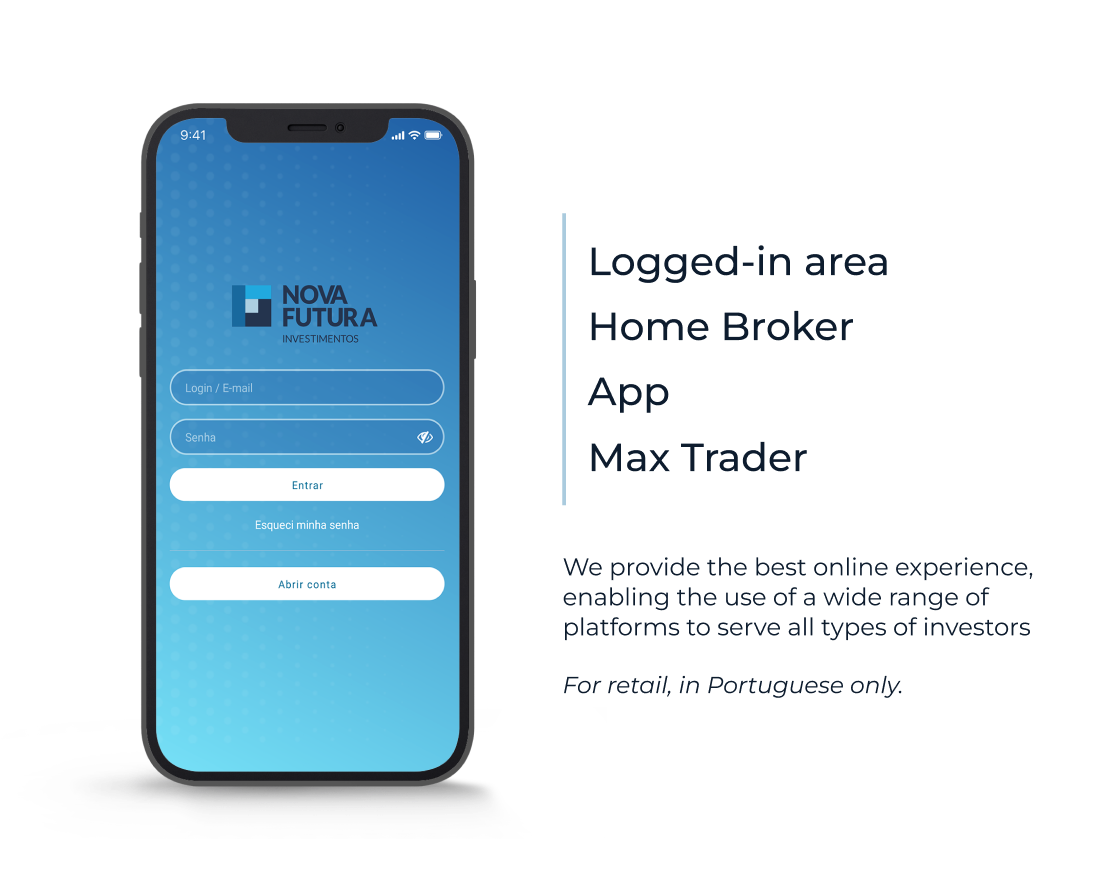 9:41
NOVA
FUTURA
INVESTIMENTOS
Login / E-mail
Senha
Entrar
Esqueci minha senha
Abrir conta
Logged-in area
Home Broker
App
Max Trader
We provide the best online experience,
enabling the use of a wide range of
platforms to serve all types of investors
For retail, in Portuguese only.